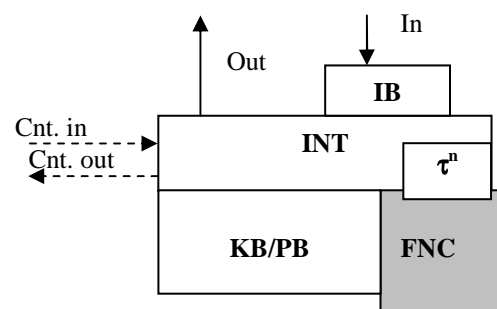 In
Out
IB
Cnt. in
INT
Cnt. out
τⁿ
KB/PB
FNC